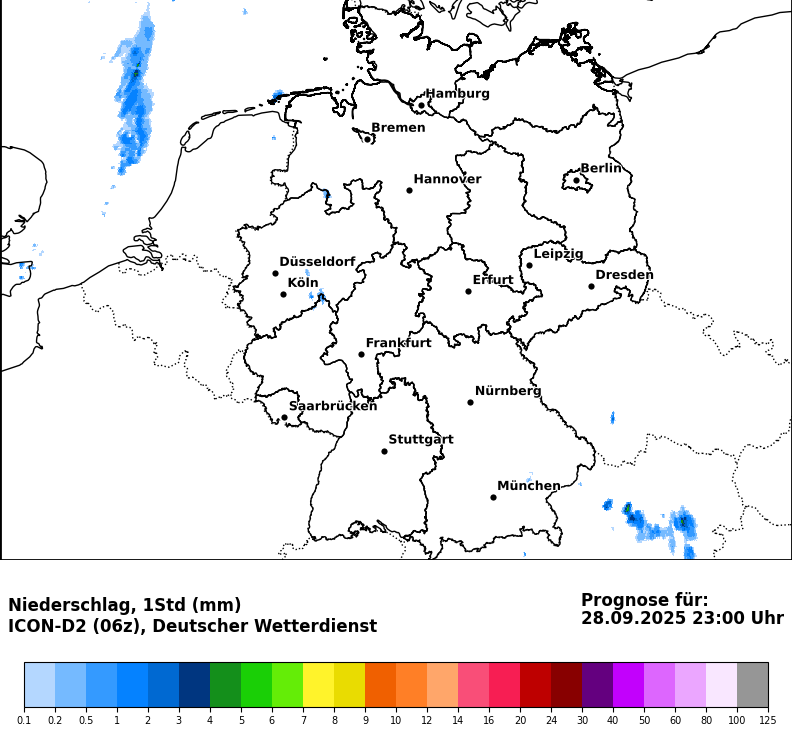 Hamburg
Bremen
Berlin
Hannover
Leipzig
Düsseldorf
Dresden
Köln
Erfurt
Frankfurt
Nürnberg
Saarbrücken
Stuttgart
München
Niederschlag, 1Std (mm)
ICON-D2 (06z), Deutscher Wetterdienst
Prognose für:
28.09.2025 23:00 Uhr
0.1 0.2 0.5 1 2 3 4 5 6 7 8 9 10 12 14 16 20 24 30 40 50 60 80 100 125